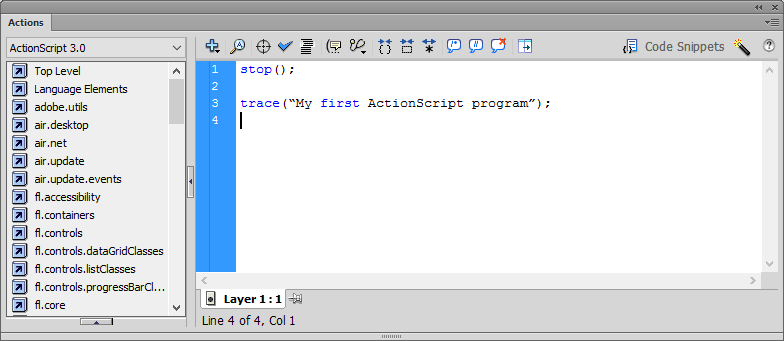 Actions
ActionScript 3.0
Code Snippets
Top Level
Language Elements
adobe.utils
air.desktop
air.net
air.update
air.update.events
fl.accessibility
fl.containers
fl.controls
fl.controls.dataGridClasses
fl.controls.listClasses
fl.controls.progressBarCl...
fl.core
1 stop();
2
3 trace(“My first ActionScript program”);
4
Layer 1 : 1
Line 4 of 4, Col 1